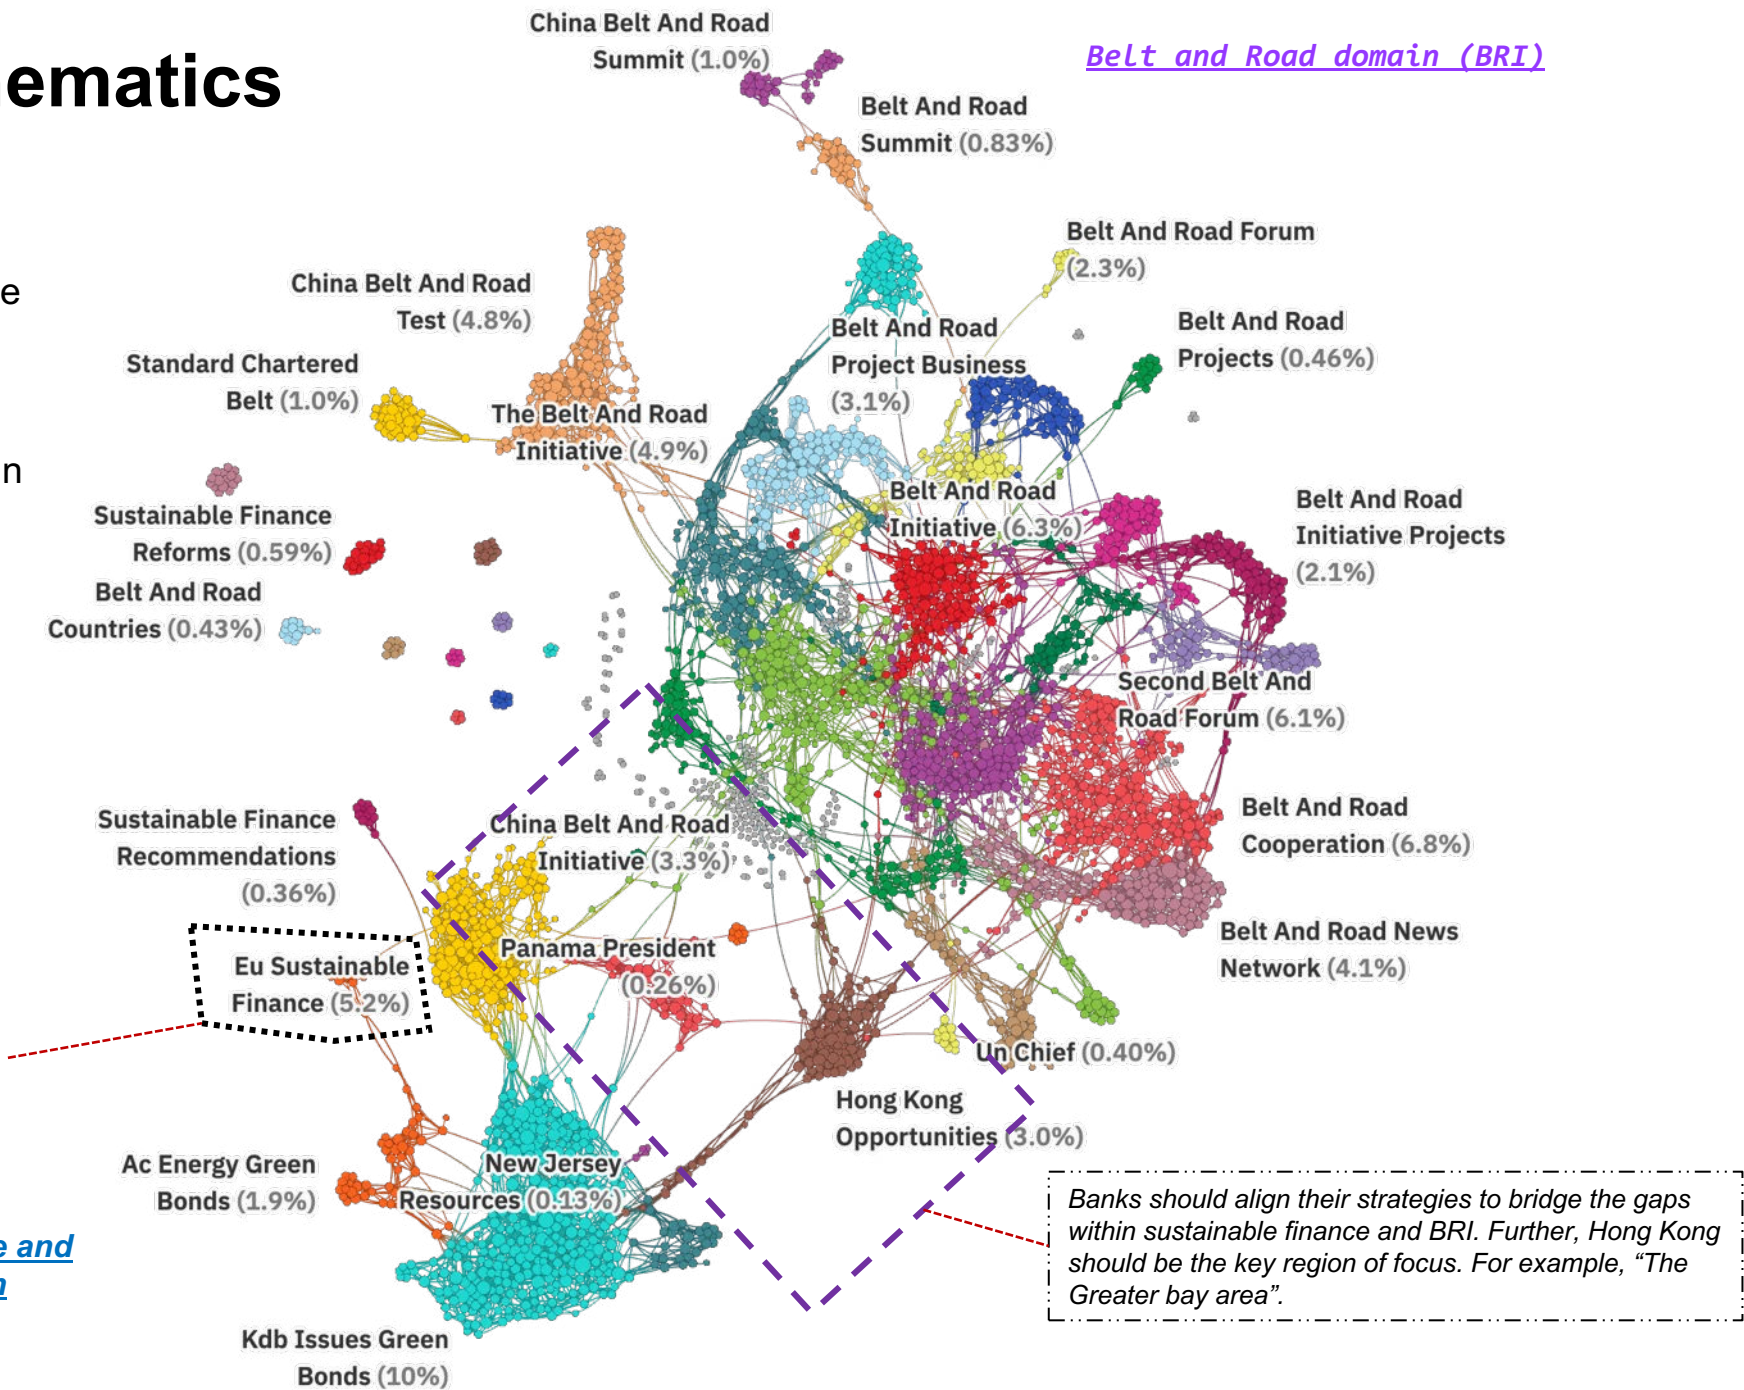 China Belt And Road
Summit (1.0%)
Belt and Road domain (BRI)
ematics
Belt And Road
Summit (0.83%)
Belt And Road Forum
(2.3%)
China Belt And Road
Test (4.8%)
e
Belt And Road
Project Business
(3.1%)
Belt And Road
Projects (0.46%)
Standard Chartered
Belt (1.0%)
The Belt And Road
Initiative (4.9%)
n
Belt And Road
Initiative (6.3%)
Belt And Road
Initiative Projects
(2.1%)
Sustainable Finance
Reforms (0.59%)
Belt And Road
Countries (0.43%)
Second Belt And
Road Forum (6.1%)
Sustainable Finance
Recommendations
(0.36%)
China Belt And Road
Initiative (3.3%)
Belt And Road
Cooperation (6.8%)
Belt And Road News
Network (4.1%)
Eu Sustainable
Finance (5.2%)
Panama President
(0.26%)
Un Chief (0.40%)
Hong Kong
Opportunities (3.0%)
Ac Energy Green
Bonds (1.9%)
New Jersey
Resources (0.13%)
Banks should align their strategies to bridge the gaps
within sustainable finance and BRI. Further, Hong Kong
should be the key region of focus. For example, “The
Greater bay area”.
e and
n
Kdb Issues Green
Bonds (10%)